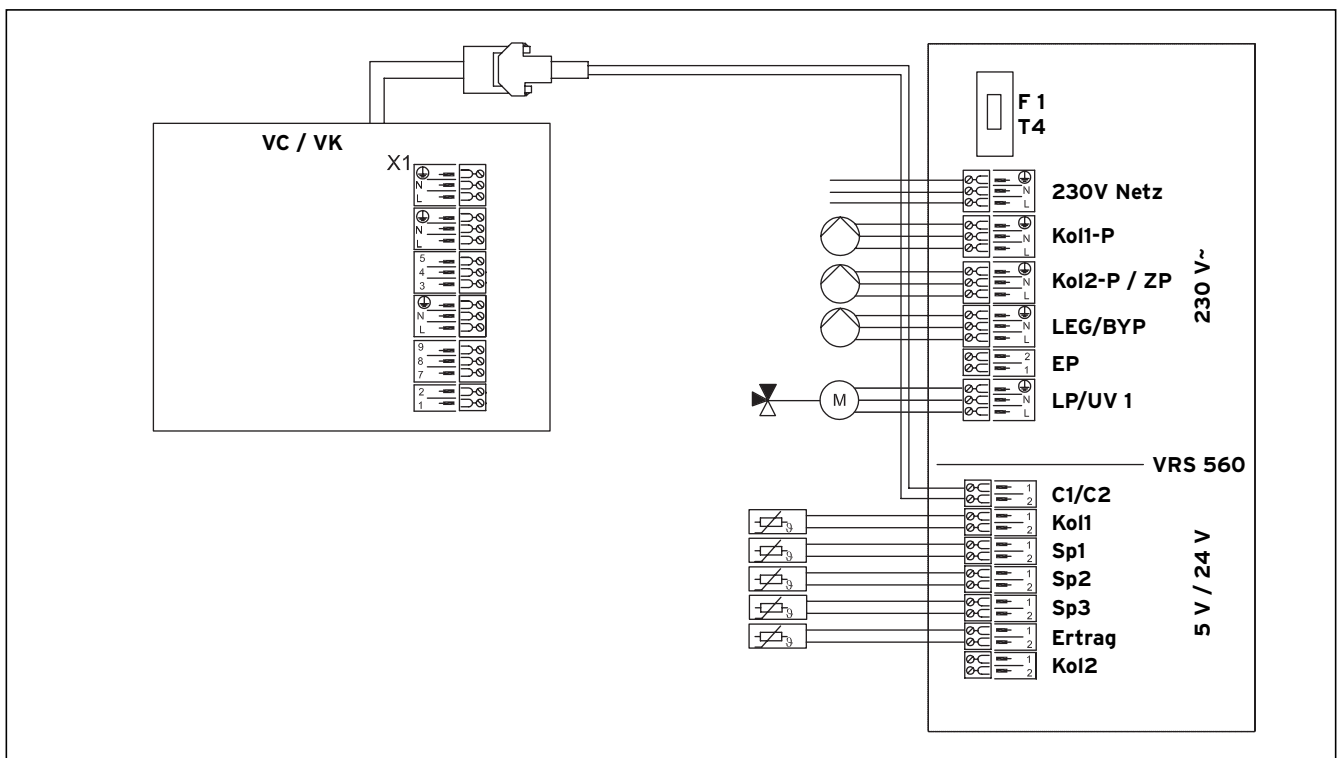 VC / VK
X1
N
L
N
L
5
4
3
N
L
9
8
7
2
1
F 1
T4
N
L
230V Netz
N
L
Kol1-P
N
L
Kol2-P / ZP
N
L
LEG/BYP
2
1
EP
M
N
L
LP/UV 1
230 V~
VRS 560
1
2
C1/C2
ϑ
1
2
Kol1
ϑ
1
2
Sp1
ϑ
1
2
Sp2
ϑ
1
2
Sp3
ϑ
1
2
Ertrag
1
2
Kol2
5 V / 24 V